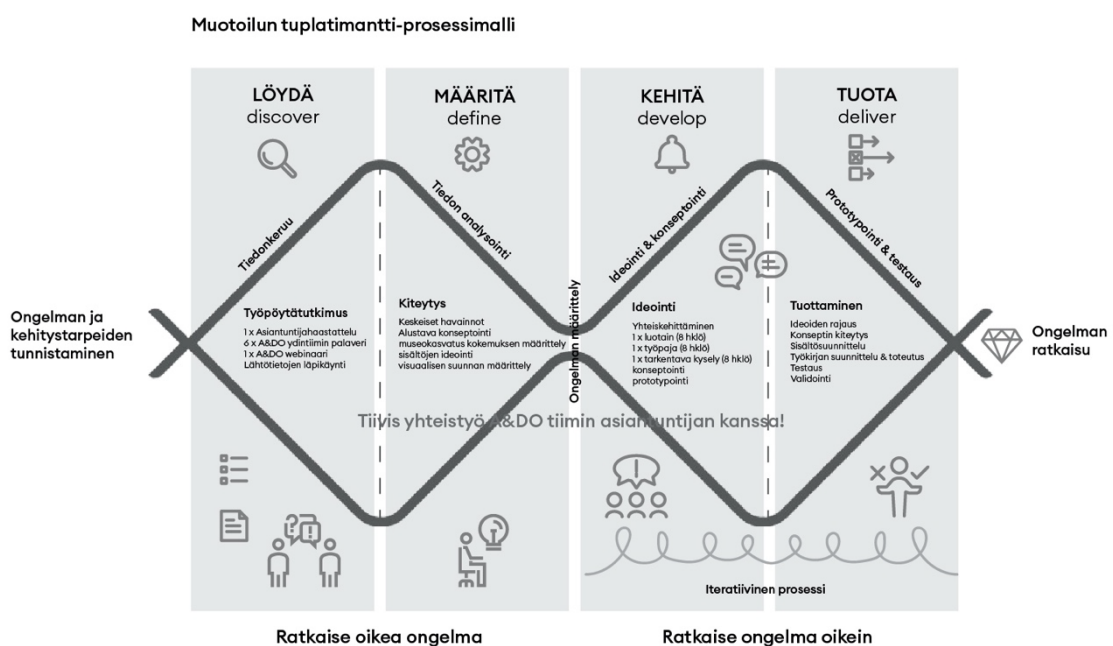 Muotoilun tuplatimantti-prosessimalli
LÖYDÄ
discover
MÄÄRITÄ
define
KEHITÄ
develop
TUOTA
deliver
Tiedonkeruu
Tiedon analysointi
Ideointi & konseptointi
Prototypointi & testaus
Ongelman ja
kehitystarpeiden
tunnistaminen
Työpöytätutkimus
1 x Asiantuntijahaastattelu
6 x A&DO ydintiimin palaveri
1 x A&DO webinaari
Lähtötietojen läpikäynti
Kiteytys
Keskeiset havainnot
Alustava konseptointi
museokasvatus kokemuksen määrittely
sisältöjen ideointi
visuaalisen suunnan määrittely
Ongelman määrittely
Ideointi
Yhteiskehittäminen
1 x luotain (8 hklö)
1 x työpaja (8 hklö)
1 x tarkentava kysely (8 hklö)
konseptointi
prototypointi
Tuottaminen
Ideoiden rajaus
Konseptin kiteytys
Sisältösuunnittelu
Työkirjan suunnittelu & toteutus
Testaus
Validointi
Ongelman
ratkaisu
Tiivis yhteistyö A&DO tiimin asiantuntijan kanssa!
Iteratiivinen prosessi
Ratkaise oikea ongelma
Ratkaise ongelma oikein